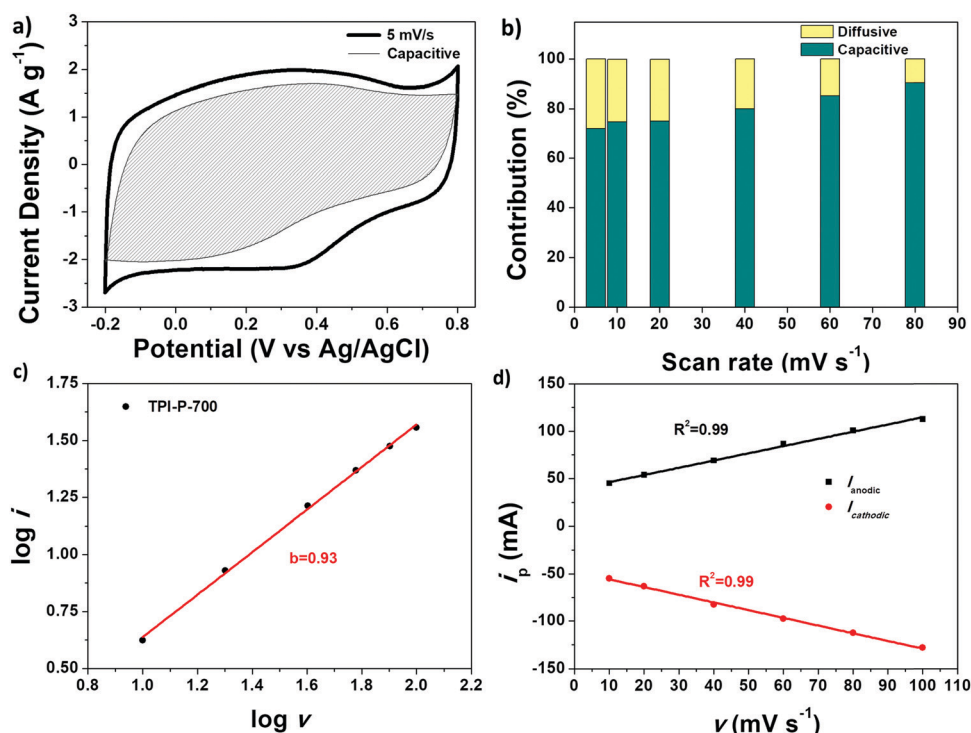 a)
5 mV/s
Capacitive
Current Density (A g⁻¹)
3
2
1
0
-1
-2
-3
-0.2 0.0 0.2 0.4 0.6 0.8
Potential (V vs Ag/AgCl)
b)
Diffusive
Capacitive
Contribution (%)
100
80
60
40
20
0
0 10 20 30 40 50 60 70 80 90
Scan rate (mV s⁻¹)
c)
TPI-P-700
log i
1.75
1.50
1.25
1.00
0.75
0.50
b=0.93
0.8 1.0 1.2 1.4 1.6 1.8 2.0 2.2
log v
d)
R²=0.99
I anodic
I cathodic
R²=0.99
iₚ (mA)
150
100
50
0
-50
-100
-150
0 10 20 30 40 50 60 70 80 90 100 110
v (mV s⁻¹)